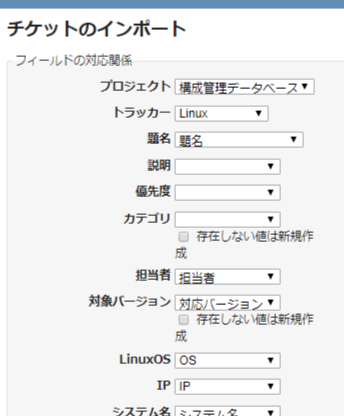 チケットのインポート
フィールドの対応関係
プロジェクト 構成管理データベース
トラッカー Linux
題名 題名
説明
優先度
カテゴリ
存在しない値は新規作
成
担当者 担当者
対象バージョン 対応バージョン
存在しない値は新規作
成
LinuxOS OS
IP IP
システム名 システム名